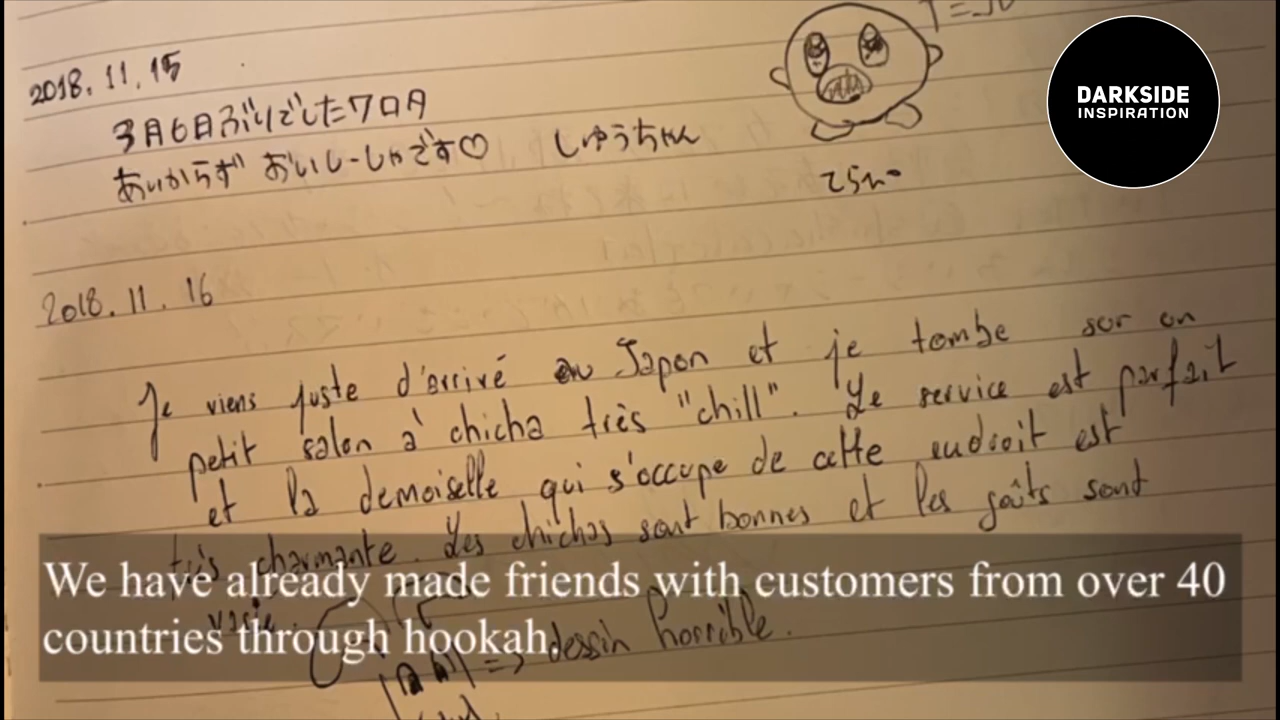 2018.11.15
3月6日ぶりでしたワロタ
あいからず おいしーしゃです♡ しゅうちゃん
2018.11.16
Je viens juste d'arrivé au Japon et je tombe sur un
petit salon à chicha très "chill". Le service est parfait
et la demoiselle qui s'occupe de cette endroit est
très charmante. Les chichas sont bonnes et les goûts sont
varié.
=> dessin horrible.
DARKSIDE
INSPIRATION
We have already made friends with customers from over 40
countries through hookah.